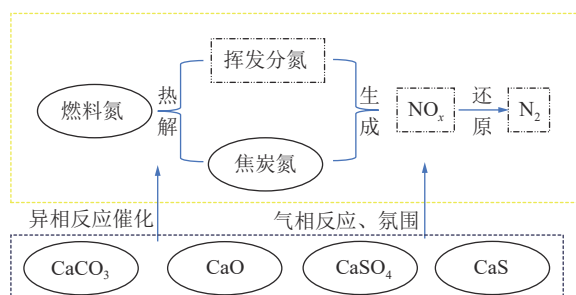 挥发分氮
燃料氮
热解
生成
NOₓ
还原
N₂
焦炭氮
异相反应催化
气相反应、氛围
CaCO₃
CaO
CaSO₄
CaS